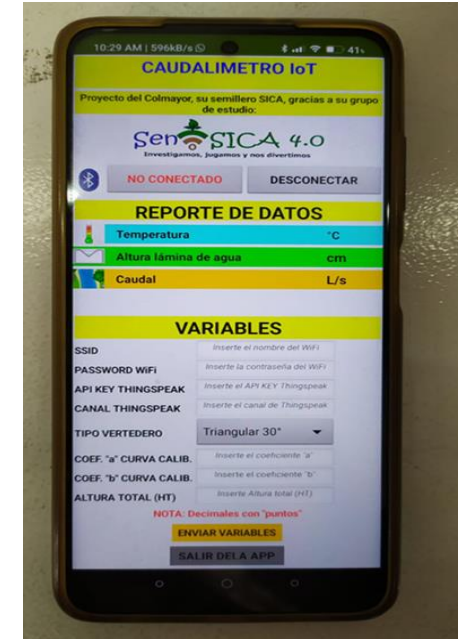 10:29 AM | 596kB/s
41%
CAUDALIMETRO IoT
Proyecto del Colmayor, su semillero SICA, gracias a su grupo
de estudio:
Sen SICA 4.0
Investigamos, jugamos y nos divertimos
NO CONECTADO DESCONECTAR
REPORTE DE DATOS
Temperatura °C
Altura lámina de agua cm
Caudal L/s
VARIABLES
SSID Inserte el nombre del WiFi
PASSWORD WiFi Inserte la contraseña del WiFi
API KEY THINGSPEAK Inserte el API KEY Thingspeak
CANAL THINGSPEAK Inserte el canal de Thingspeak
TIPO VERTEDERO Triangular 30°
COEF. "a" CURVA CALIB. Inserte el coeficiente "a"
COEF. "b" CURVA CALIB. Inserte el coeficiente "b"
ALTURA TOTAL (HT) Inserte Altura total (HT)
NOTA: Decimales con "puntos"
ENVIAR VARIABLES
SALIR DELA APP